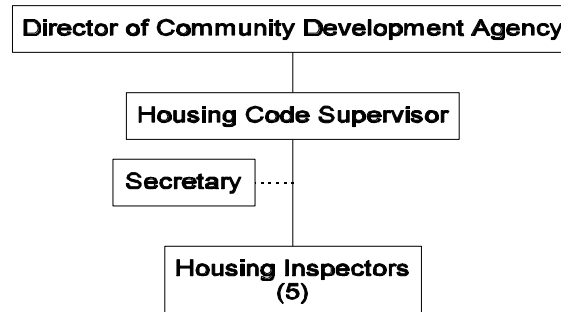 Director of Community Development Agency
Housing Code Supervisor
Secretary
Housing Inspectors
(5)